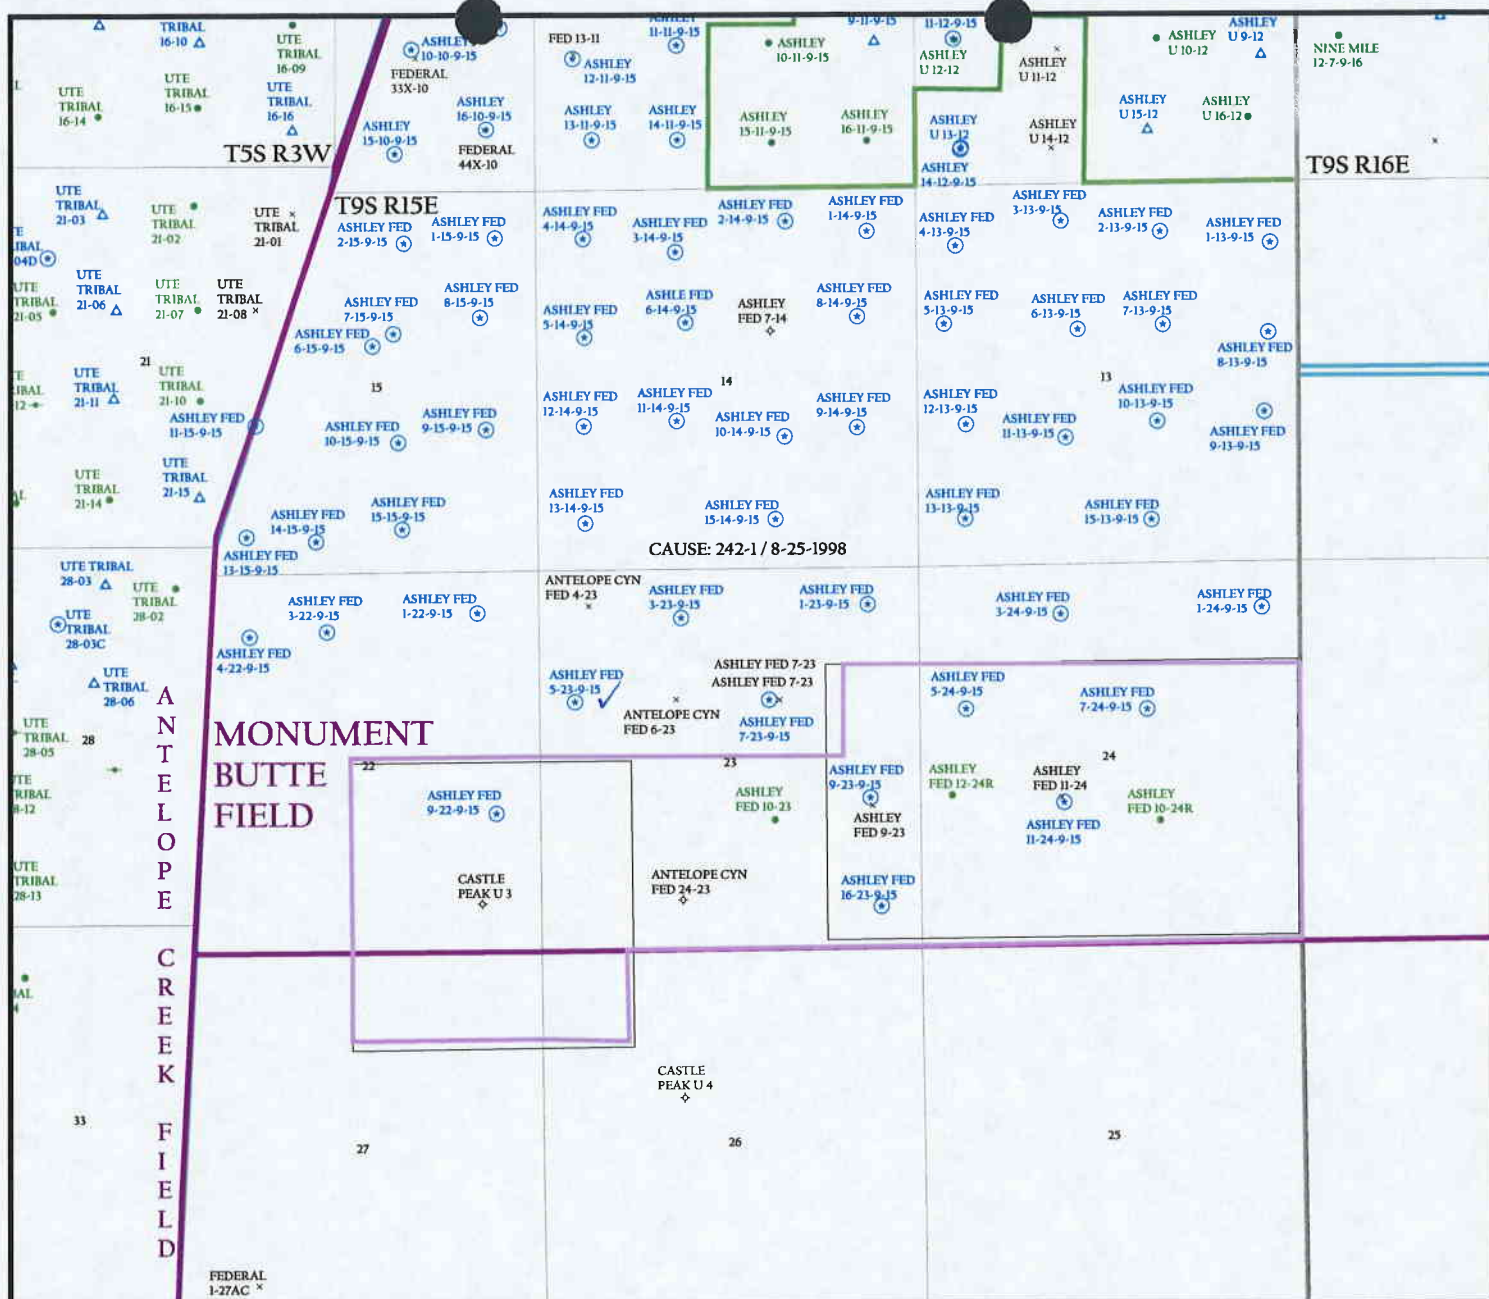 UTE
TRIBAL
16-10
UTE
TRIBAL
16-09
ASHLEY
10-10-9-15
FED 13-11
ASHLEY
12-11-9-15
ASHLEY
11-11-9-15
ASHLEY
10-11-9-15
9-11-9-15
11-12-9-15
ASHLEY
U 12-12
ASHLEY
U 11-12
ASHLEY
U 10-12
ASHLEY
U 9-12
NINE MILE
12-7-9-16
UTE
TRIBAL
16-14
UTE
TRIBAL
16-15
UTE
TRIBAL
16-16
FEDERAL
33X-10
ASHLEY
15-10-9-15
ASHLEY
16-10-9-15
FEDERAL
44X-10
ASHLEY
13-11-9-15
ASHLEY
14-11-9-15
ASHLEY
15-11-9-15
ASHLEY
16-11-9-15
ASHLEY
U 13-12
ASHLEY
14-12-9-15
ASHLEY
U 14-12
ASHLEY
U 15-12
ASHLEY
U 16-12
T5S R3W
T9S R16E
T9S R15E
UTE
TRIBAL
21-03
UTE
TRIBAL
21-02
UTE
TRIBAL
21-01
ASHLEY FED
2-15-9-15
ASHLEY FED
1-15-9-15
ASHLEY FED
4-14-9-15
ASHLEY FED
3-14-9-15
ASHLEY FED
2-14-9-15
ASHLEY FED
1-14-9-15
ASHLEY FED
4-13-9-15
ASHLEY FED
3-13-9-15
ASHLEY FED
2-13-9-15
ASHLEY FED
1-13-9-15
04D
UTE
TRIBAL
21-05
UTE
TRIBAL
21-06
UTE
TRIBAL
21-07
UTE
TRIBAL
21-08
ASHLEY FED
7-15-9-15
ASHLEY FED
8-15-9-15
ASHLEY FED
6-15-9-15
ASHLEY FED
5-14-9-15
ASHLE FED
6-14-9-15
ASHLEY
FED 7-14
ASHLEY FED
8-14-9-15
ASHLEY FED
5-13-9-15
ASHLEY FED
6-13-9-15
ASHLEY FED
7-13-9-15
ASHLEY FED
8-13-9-15
21
15
14
13
UTE
TRIBAL
21-11
UTE
TRIBAL
21-10
ASHLEY FED
11-15-9-15
ASHLEY FED
10-15-9-15
ASHLEY FED
9-15-9-15
ASHLEY FED
12-14-9-15
ASHLEY FED
11-14-9-15
ASHLEY FED
10-14-9-15
ASHLEY FED
9-14-9-15
ASHLEY FED
12-13-9-15
ASHLEY FED
11-13-9-15
ASHLEY FED
10-13-9-15
ASHLEY FED
9-13-9-15
UTE
TRIBAL
21-14
UTE
TRIBAL
21-15
ASHLEY FED
14-15-9-15
ASHLEY FED
15-15-9-15
ASHLEY FED
13-15-9-15
ASHLEY FED
13-14-9-15
ASHLEY FED
15-14-9-15
ASHLEY FED
13-13-9-15
ASHLEY FED
15-13-9-15
CAUSE: 242-1 / 8-25-1998
UTE TRIBAL
28-03
UTE
TRIBAL
28-02
UTE
TRIBAL
28-03C
ASHLEY FED
3-22-9-15
ASHLEY FED
1-22-9-15
ASHLEY FED
4-22-9-15
ANTELOPE CYN
FED 4-23
ASHLEY FED
3-23-9-15
ASHLEY FED
1-23-9-15
ASHLEY FED
3-24-9-15
ASHLEY FED
1-24-9-15
UTE
TRIBAL
28-06
UTE
TRIBAL
28-05
28
ASHLEY FED
5-23-9-15
ANTELOPE CYN
FED 6-23
ASHLEY FED 7-23
ASHLEY FED 7-23
ASHLEY FED
7-23-9-15
ASHLEY FED
5-24-9-15
ASHLEY FED
7-24-9-15
MONUMENT
BUTTE
FIELD
22
23
24
ASHLEY FED
9-22-9-15
ASHLEY
FED 10-23
ASHLEY FED
9-23-9-15
ASHLEY
FED 9-23
ASHLEY
FED 12-24R
ASHLEY
FED 11-24
ASHLEY FED
11-24-9-15
ASHLEY
FED 10-24R
UTE
TRIBAL
28-13
CASTLE
PEAK U 3
ANTELOPE CYN
FED 24-23
ASHLEY FED
16-23-9-15
ANTELOPE
CREEK
FIELD
CASTLE
PEAK U 4
33
27
26
25
FEDERAL
1-27AC